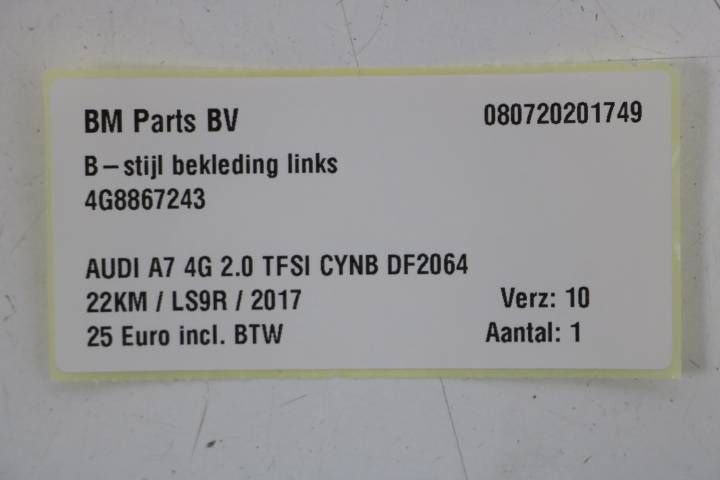 BM Parts BV 080720201749
B-stijl bekleding links
4G8867243
AUDI A7 4G 2.0 TFSI CYNB DF2064
22KM / LS9R / 2017 Verz: 10
25 Euro incl. BTW Aantal: 1